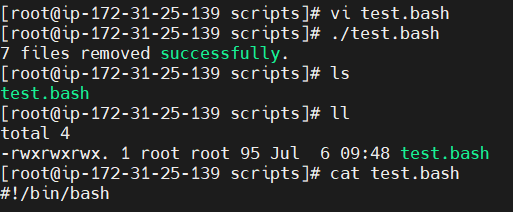 [root@ip-172-31-25-139 scripts]# vi test.bash
[root@ip-172-31-25-139 scripts]# ./test.bash
7 files removed successfully.
[root@ip-172-31-25-139 scripts]# ls
test.bash
[root@ip-172-31-25-139 scripts]# ll
total 4
-rwxrwxrwx. 1 root root 95 Jul  6 09:48 test.bash
[root@ip-172-31-25-139 scripts]# cat test.bash
#!/bin/bash